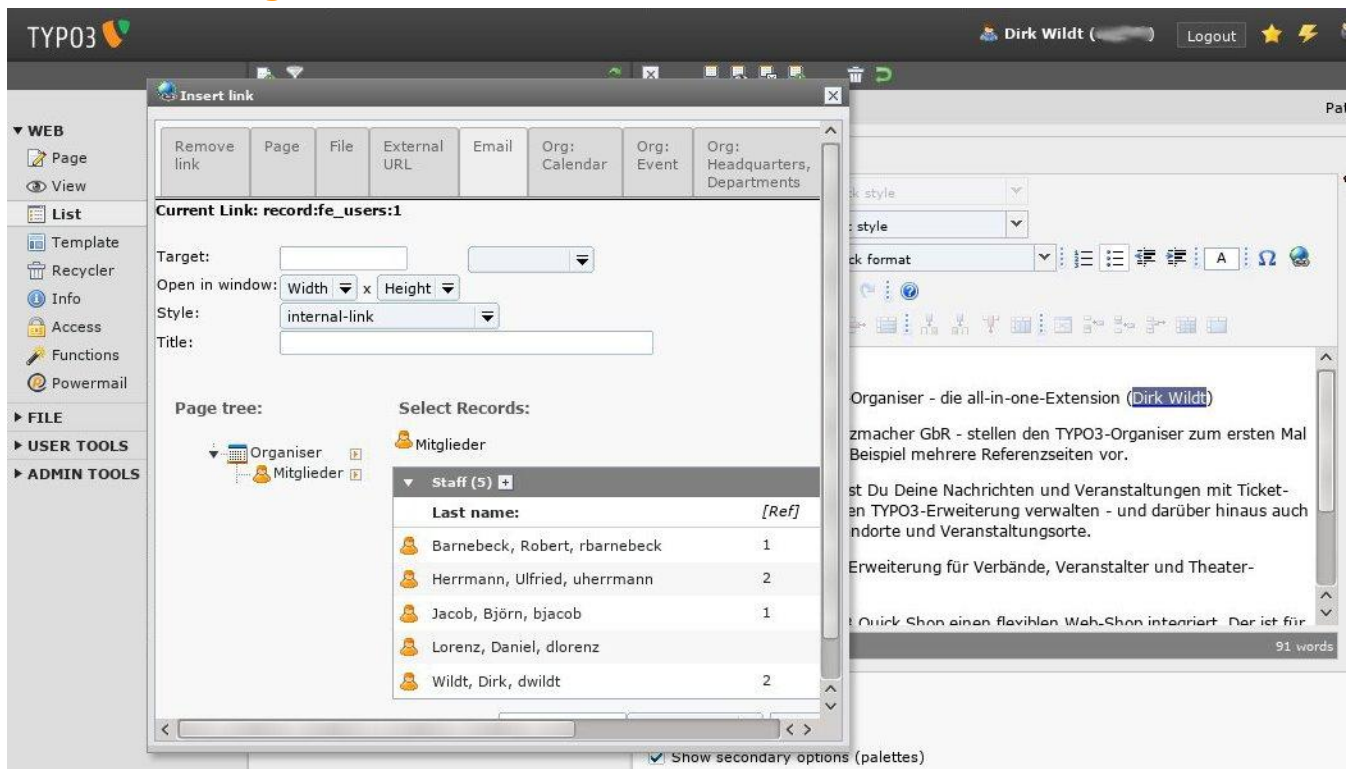 TYPO3
Dirk Wildt ( )
Logout
Insert link
Pat
WEB
Page
View
List
Template
Recycler
Info
Access
Functions
Powermail
FILE
USER TOOLS
ADMIN TOOLS
Remove link
Page
File
External URL
Email
Org: Calendar
Org: Event
Org: Headquarters, Departments
Current Link: record:fe_users:1
Target:
Open in window: Width x Height
Style: internal-link
Title:
Page tree:
Organiser
Mitglieder
Select Records:
Mitglieder
Staff (5)
Last name: [Ref]
Barnebeck, Robert, rbarnebeck 1
Herrmann, Ulfried, uherrmann 2
Jacob, Björn, bjacob 1
Lorenz, Daniel, dlorenz
Wildt, Dirk, dwildt 2
ck style
style
ck format
A
Ω
Organiser - die all-in-one-Extension (Dirk Wildt)
zmacher GbR - stellen den TYPO3-Organiser zum ersten Mal
Beispiel mehrere Referenzseiten vor.
st Du Deine Nachrichten und Veranstaltungen mit Ticket-
en TYPO3-Erweiterung verwalten - und darüber hinaus auch
ndorte und Veranstaltungsorte.
Erweiterung für Verbände, Veranstalter und Theater-
Quick Shop einen flexiblen Web-Shop integriert. Der ist für
91 words
Show secondary options (palettes)